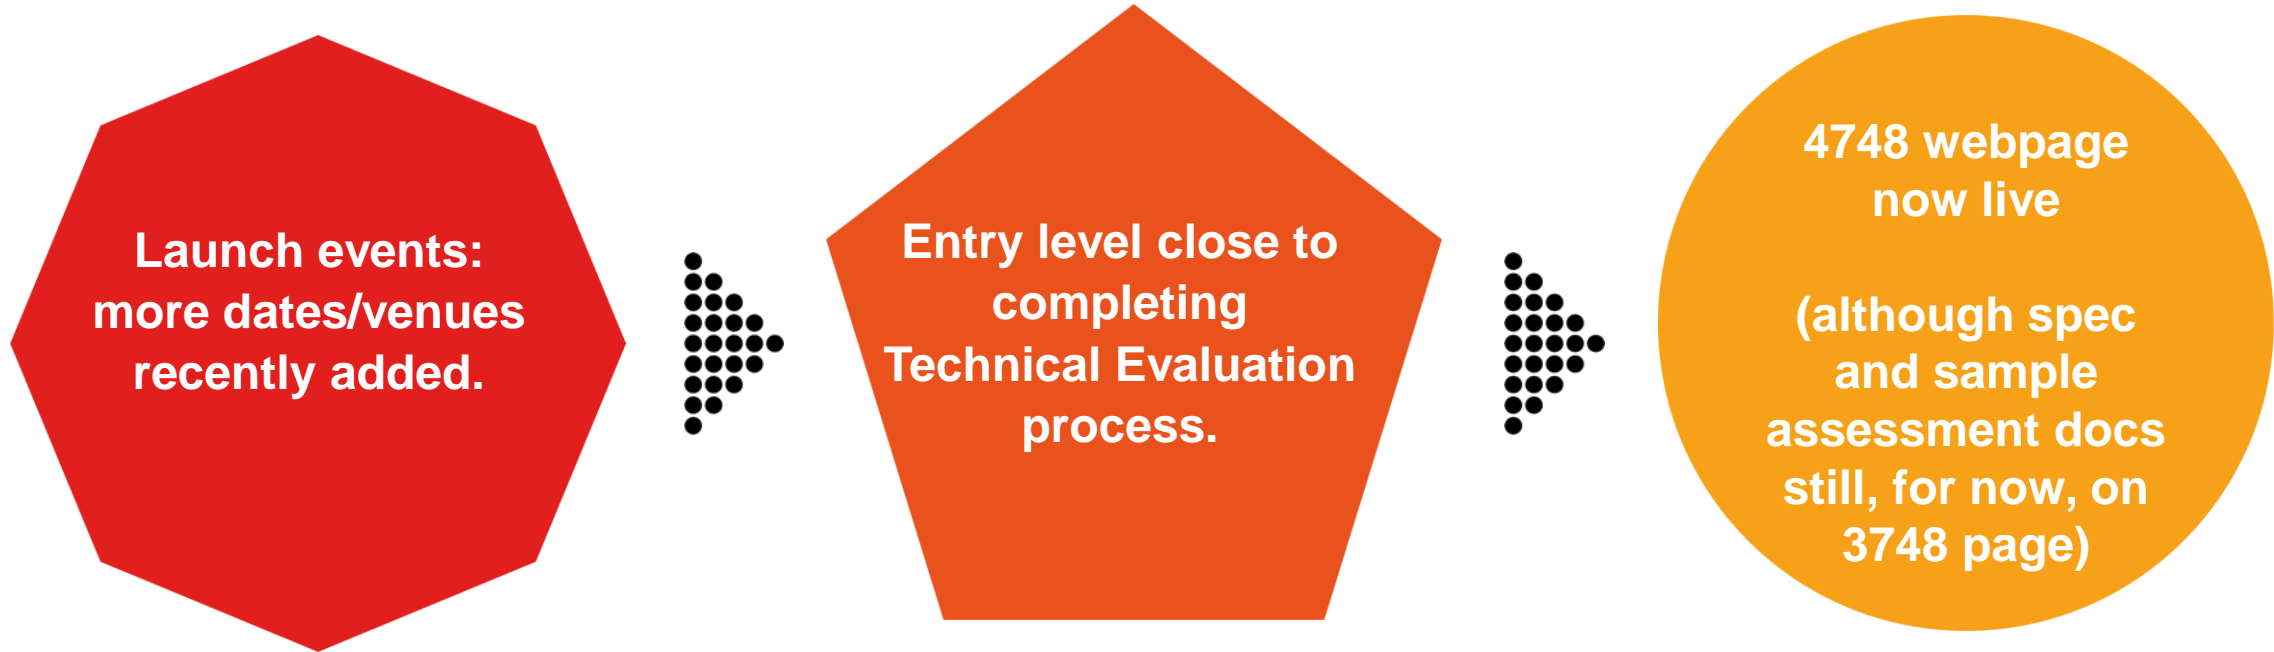 Launch events:
more dates/venues
recently added.
Entry level close to
completing
Technical Evaluation
process.
4748 webpage
now live
(although spec
and sample
assessment docs
still, for now, on
3748 page)